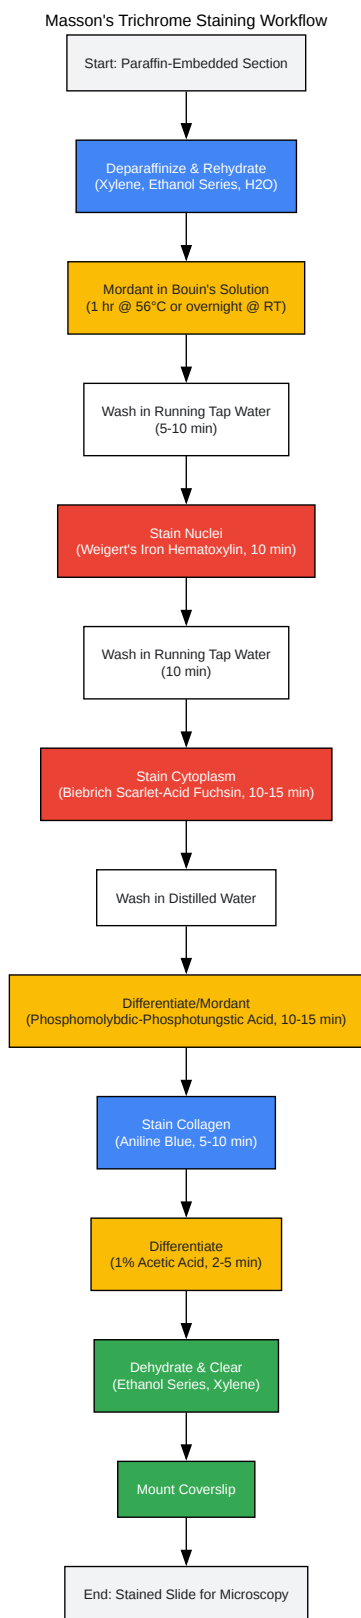 Masson's Trichrome Staining Workflow
Start: Paraffin-Embedded Section
Deparaffinize & Rehydrate
(Xylene, Ethanol Series, H2O)
Mordant in Bouin's Solution
(1 hr @ 56°C or overnight @ RT)
Wash in Running Tap Water
(5-10 min)
Stain Nuclei
(Weigert's Iron Hematoxylin, 10 min)
Wash in Running Tap Water
(10 min)
Stain Cytoplasm
(Biebrich Scarlet-Acid Fuchsin, 10-15 min)
Wash in Distilled Water
Differentiate/Mordant
(Phosphomolybdic-Phosphotungstic Acid, 10-15 min)
Stain Collagen
(Aniline Blue, 5-10 min)
Differentiate
(1% Acetic Acid, 2-5 min)
Dehydrate & Clear
(Ethanol Series, Xylene)
Mount Coverslip
End: Stained Slide for Microscopy